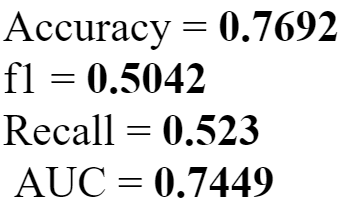 Accuracy = 0.7692
f1 = 0.5042
Recall = 0.523
AUC = 0.7449